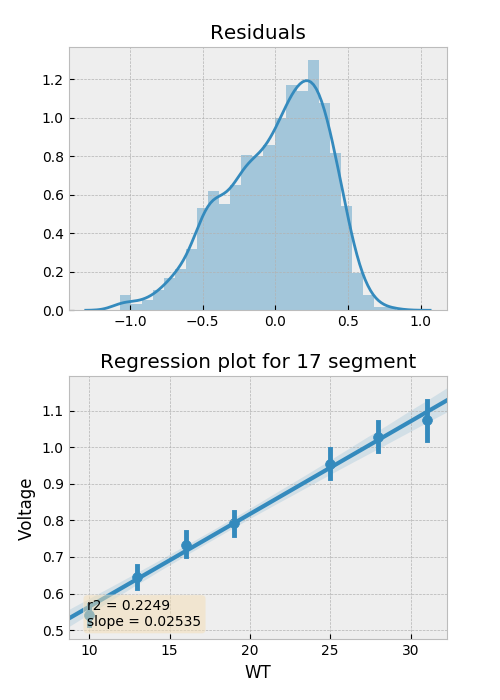 Residuals
1.2
1.0
0.8
0.6
0.4
0.2
0.0
−1.0 −0.5 0.0 0.5 1.0
Regression plot for 17 segment
1.1
1.0
0.9
0.8
0.7
0.6
0.5
Voltage
r2 = 0.2249
slope = 0.02535
10 15 20 25 30
WT